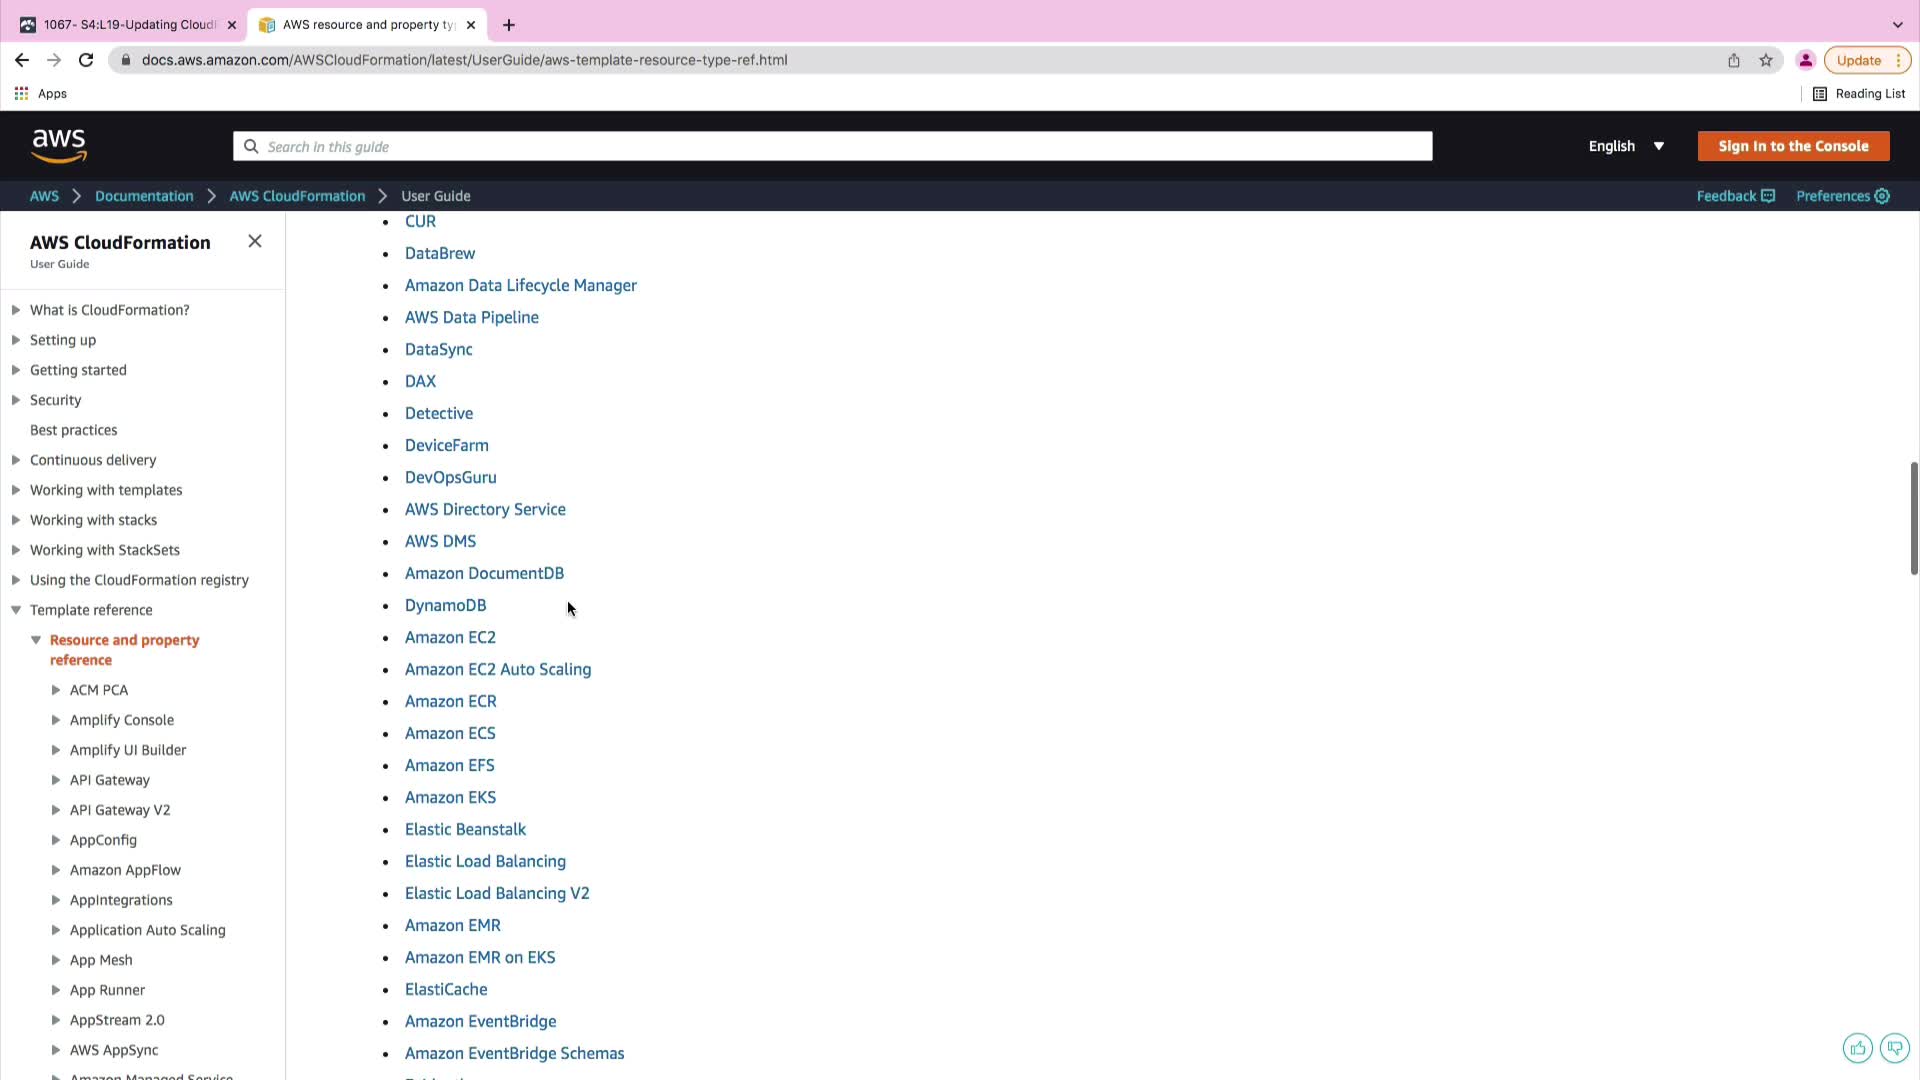 1067- S4:L19-Updating Cloud
AWS resource and property ty
docs.aws.amazon.com/AWSCloudFormation/latest/UserGuide/aws-template-resource-type-ref.html
Update
Apps
Reading List
aws
Search in this guide
English
Sign In to the Console
AWS
Documentation
AWS CloudFormation
User Guide
Feedback
Preferences
AWS CloudFormation
User Guide
What is CloudFormation?
Setting up
Getting started
Security
Best practices
Continuous delivery
Working with templates
Working with stacks
Working with StackSets
Using the CloudFormation registry
Template reference
Resource and property
reference
ACM PCA
Amplify Console
Amplify UI Builder
API Gateway
API Gateway V2
AppConfig
Amazon AppFlow
AppIntegrations
Application Auto Scaling
App Mesh
App Runner
AppStream 2.0
AWS AppSync
Amazon Managed Service
CUR
DataBrew
Amazon Data Lifecycle Manager
AWS Data Pipeline
DataSync
DAX
Detective
DeviceFarm
DevOpsGuru
AWS Directory Service
AWS DMS
Amazon DocumentDB
DynamoDB
Amazon EC2
Amazon EC2 Auto Scaling
Amazon ECR
Amazon ECS
Amazon EFS
Amazon EKS
Elastic Beanstalk
Elastic Load Balancing
Elastic Load Balancing V2
Amazon EMR
Amazon EMR on EKS
ElastiCache
Amazon EventBridge
Amazon EventBridge Schemas